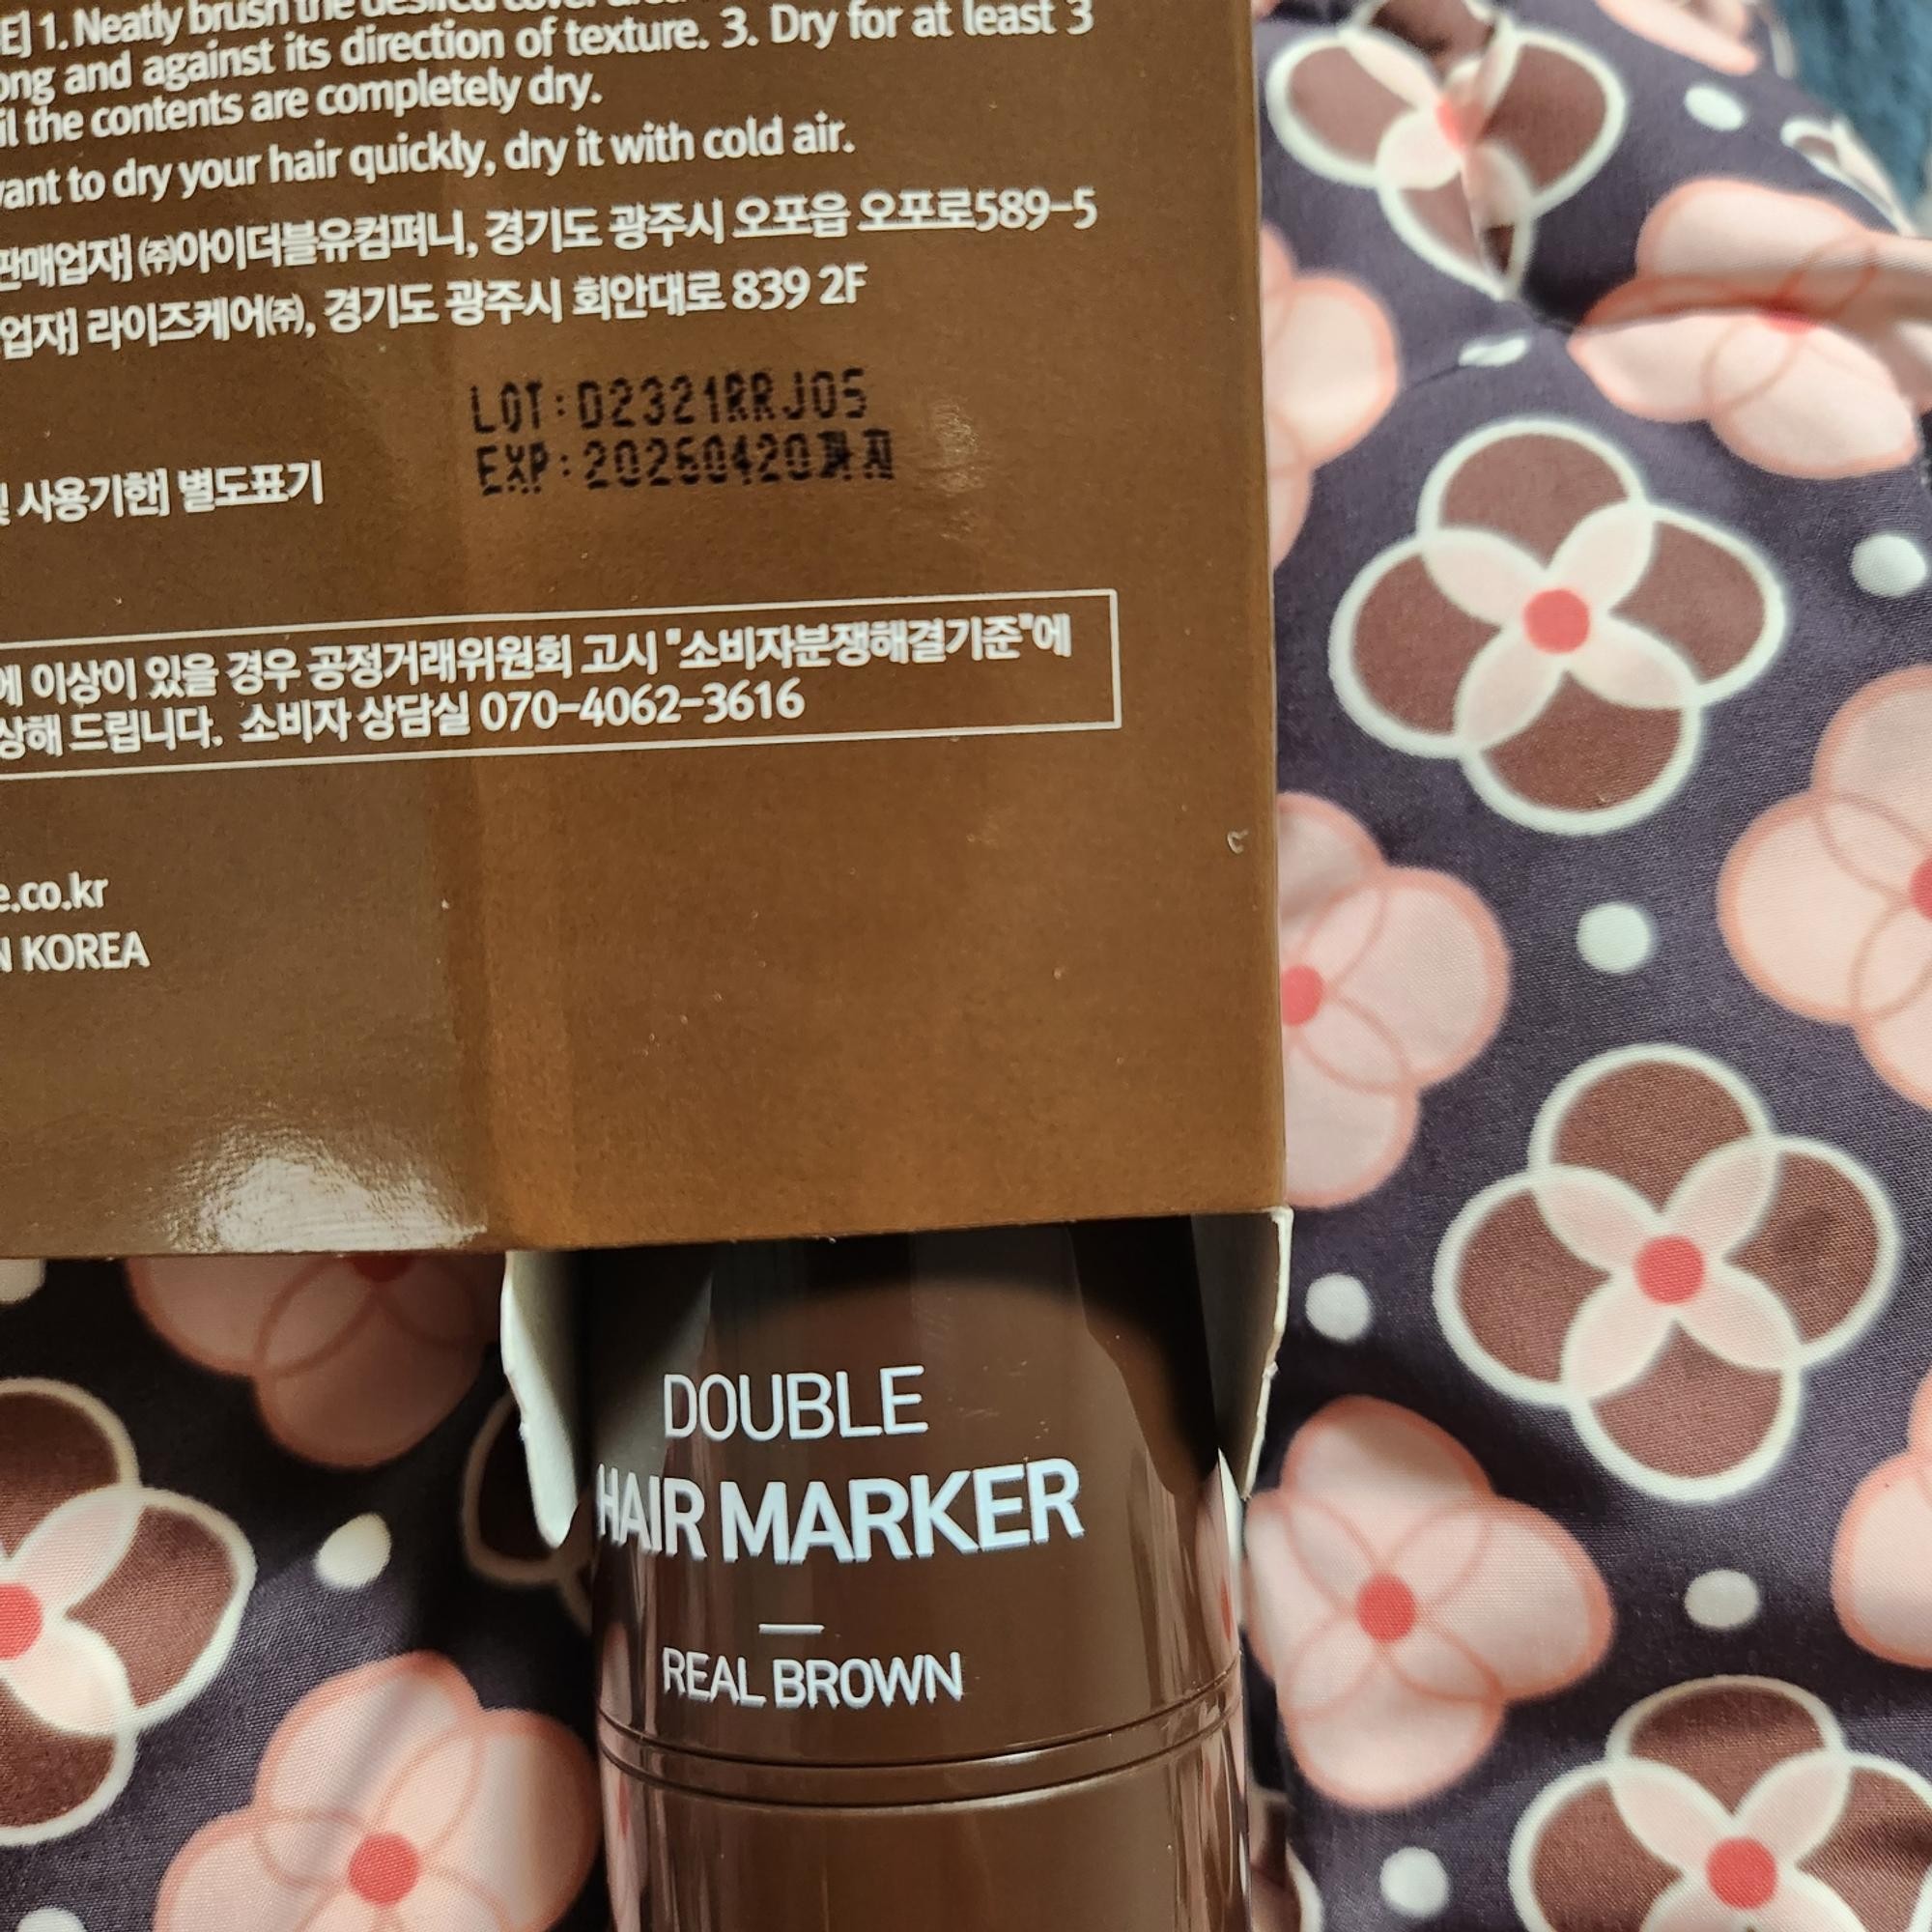 E] 1. Neatly brush the desired cover
ong and against its direction of texture. 3. Dry for at least 3
il the contents are completely dry.
vant to dry your hair quickly, dry it with cold air.
판매업자] ㈜아이더블유컴퍼니, 경기도 광주시 오포읍 오포로589-5
업자] 라이즈케어㈜, 경기도 광주시 회안대로 839 2F
LOT:D2321RRJ05
EXP:20260420까지
및 사용기한] 별도표기
에 이상이 있을 경우 공정거래위원회 고시 "소비자분쟁해결기준"에
상해 드립니다. 소비자 상담실 070-4062-3616
e.co.kr
N KOREA
DOUBLE
HAIR MARKER
REAL BROWN